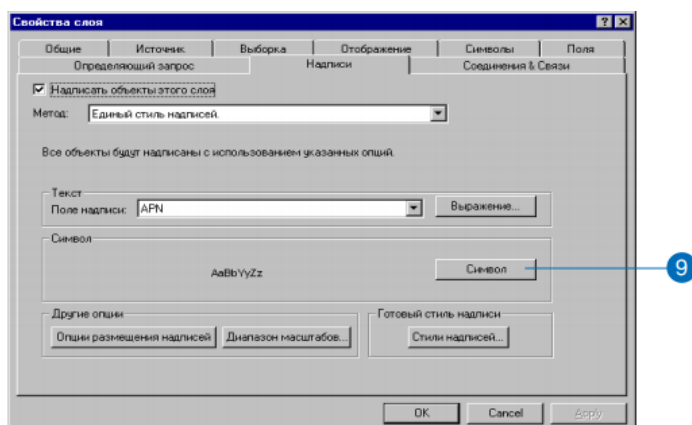 Свойства слоя
Общие Источник Выборка Отображение Символы Поля
Определяющий запрос Надписи Соединения & Связи
Надписать объекты этого слоя
Метод: Единый стиль надписей.
Все объекты будут надписаны с использованием указанных опций.
Текст
Поле надписи: APN Выражение...
Символ
AaBbYyZz Символ 9
Другие опции Готовый стиль надписи
Опции размещения надписей Диапазон масштабов... Стили надписей...
OK Cancel Apply